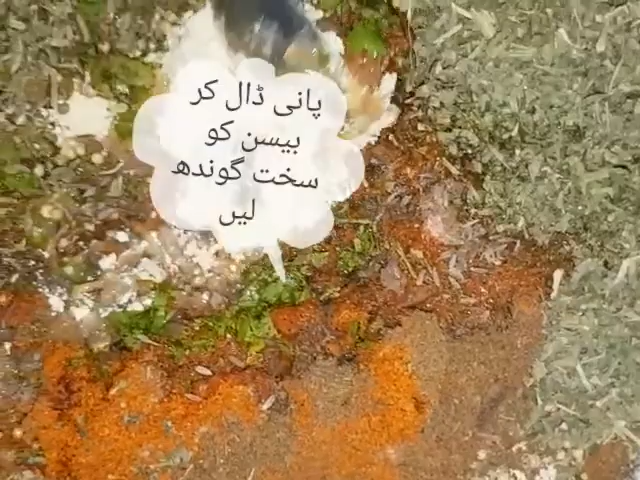 پانی ڈال کر
بیسن کو
سخت گوندھ
لیں